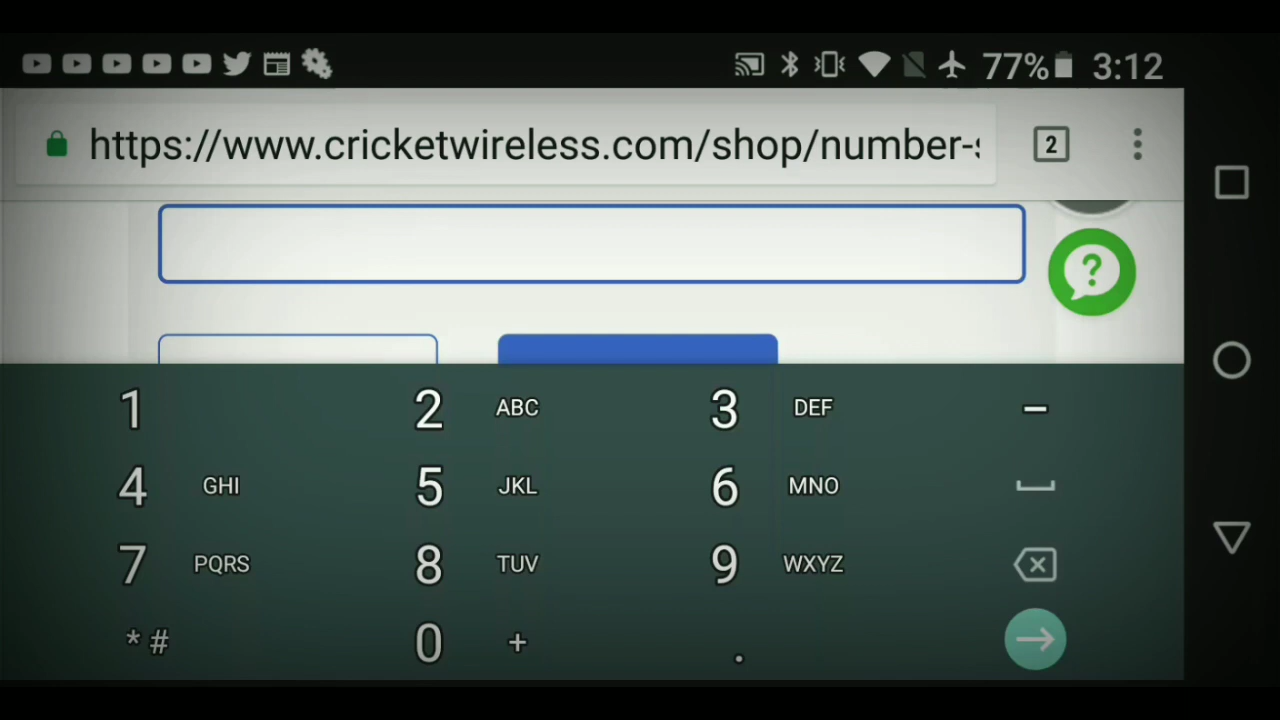 77% 3:12
https://www.cricketwireless.com/shop/number-
2
?
1 2 ABC 3 DEF -
4 GHI 5 JKL 6 MNO
7 PQRS 8 TUV 9 WXYZ
* # 0 + .